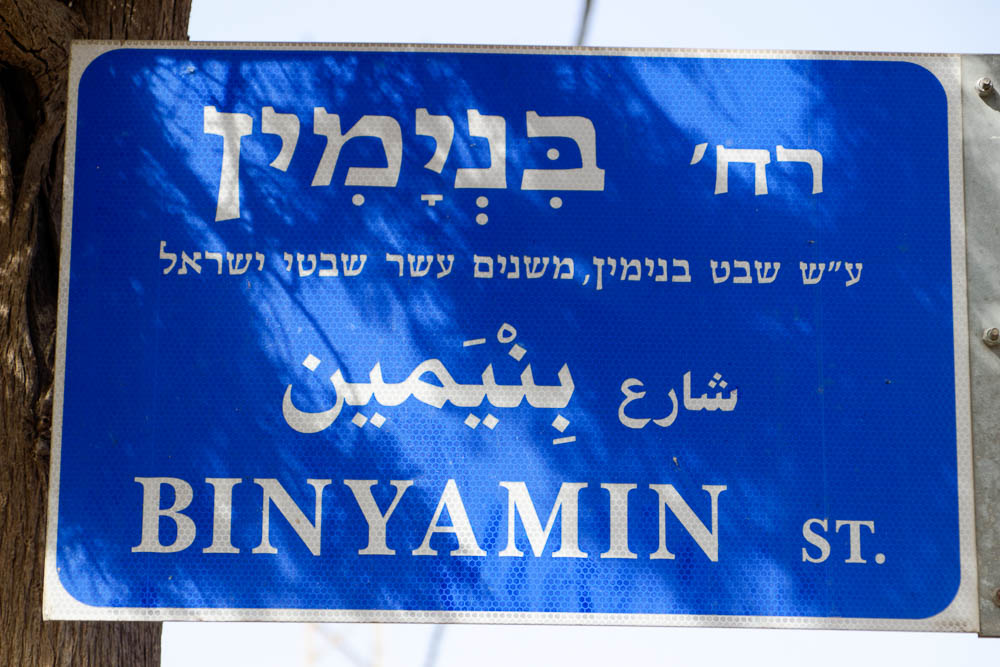 רח׳ בִּנְיָמִין
ע״ש שבט בנימין, משנים עשר שבטי ישראל
شارع بِنْيَمين
BINYAMIN ST.